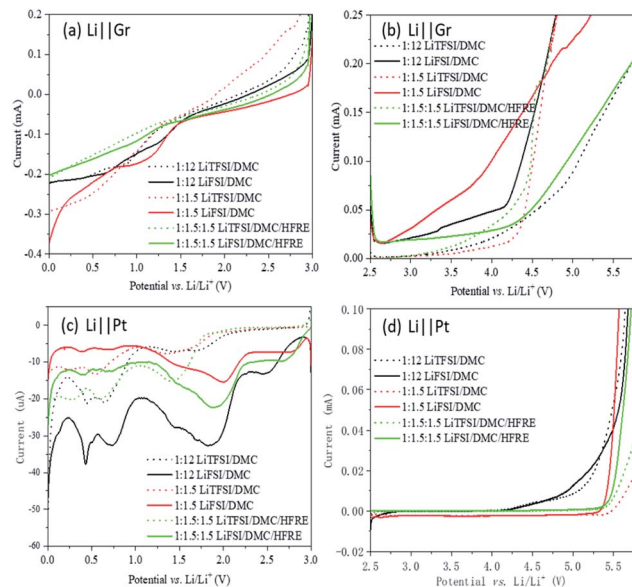 (a) Li||Gr
0.2
0.1
0.0
-0.1
-0.2
-0.3
-0.4
Current (mA)
1:12 LiTFSI/DMC
1:12 LiFSI/DMC
1:1.5 LiTFSI/DMC
1:1.5 LiFSI/DMC
1:1.5:1.5 LiTFSI/DMC/HFRE
1:1.5:1.5 LiFSI/DMC/HFRE
0.0 0.5 1.0 1.5 2.0 2.5 3.0
Potential vs. Li/Li⁺ (V)
(b) Li||Gr
0.25
0.20
0.15
0.10
0.05
0.00
Current (mA)
1:12 LiTFSI/DMC
1:12 LiFSI/DMC
1:1.5 LiTFSI/DMC
1:1.5 LiFSI/DMC
1:1.5:1.5 LiTFSI/DMC/HFRE
1:1.5:1.5 LiFSI/DMC/HFRE
2.5 3.0 3.5 4.0 4.5 5.0 5.5
Potential vs. Li/Li⁺ (V)
(c) Li||Pt
0
-10
-20
-30
-40
-50
-60
Current (uA)
1:12 LiTFSI/DMC
1:12 LiFSI/DMC
1:1.5 LiTFSI/DMC
1:1.5 LiFSI/DMC
1:1.5:1.5 LiTFSI/DMC/HFRE
1:1.5:1.5 LiFSI/DMC/HFRE
0.0 0.5 1.0 1.5 2.0 2.5 3.0
Potential vs. Li/Li⁺ (V)
(d) Li||Pt
0.10
0.08
0.06
0.04
0.02
0.00
-0.02
Current (mA)
1:12 LiTFSI/DMC
1:12 LiFSI/DMC
1:1.5 LiTFSI/DMC
1:1.5 LiFSI/DMC
1:1.5:1.5 LiTFSI/DMC/HFRE
1:1.5:1.5 LiFSI/DMC/HFRE
2.5 3.0 3.5 4.0 4.5 5.0 5.5
Potential vs. Li/Li⁺ (V)